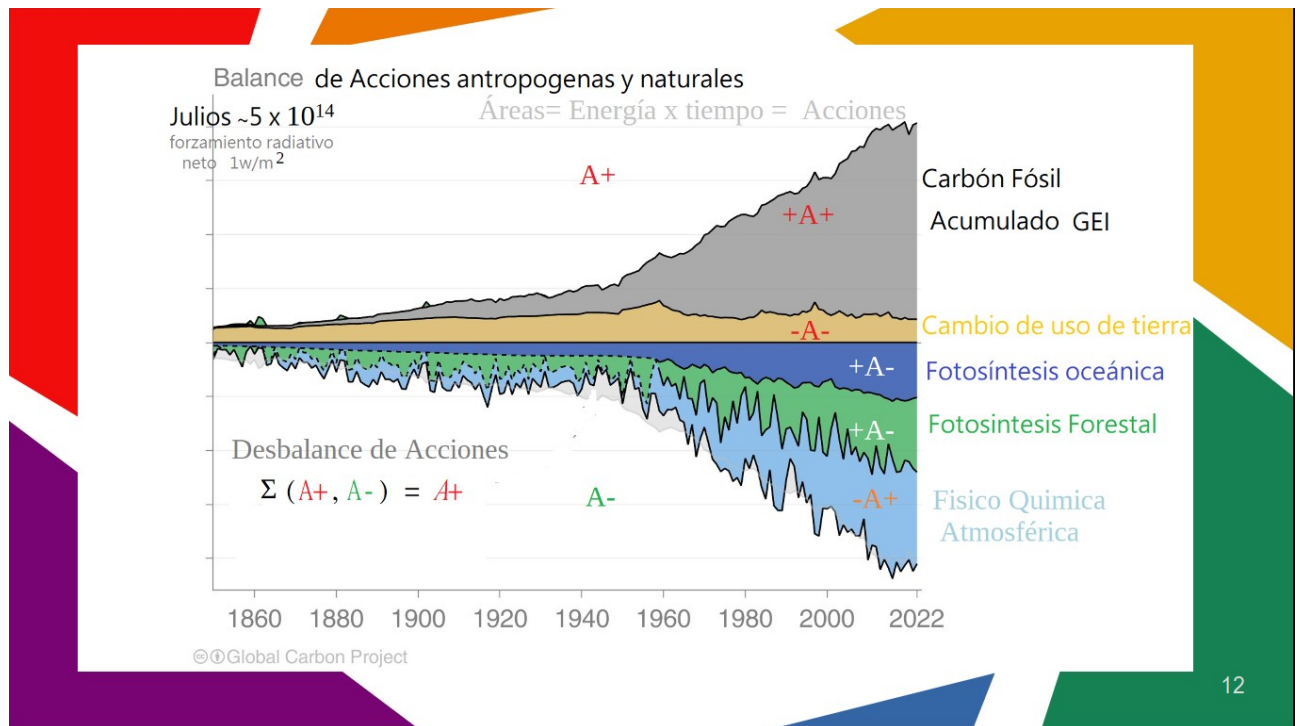 Balance de Acciones antropogenas y naturales
Julios ~5 x 10¹⁴
Áreas= Energía x tiempo = Acciones
forzamiento radiativo
neto 1w/m²
A+
Carbón Fósil
+A+
Acumulado GEI
-A-
Cambio de uso de tierra
+A-
Fotosíntesis oceánica
+A-
Fotosintesis Forestal
Desbalance de Acciones
Σ (A+, A-) = A+
A-
-A+
Fisico Quimica
Atmosférica
1860 1880 1900 1920 1940 1960 1980 2000 2022
Global Carbon Project
12